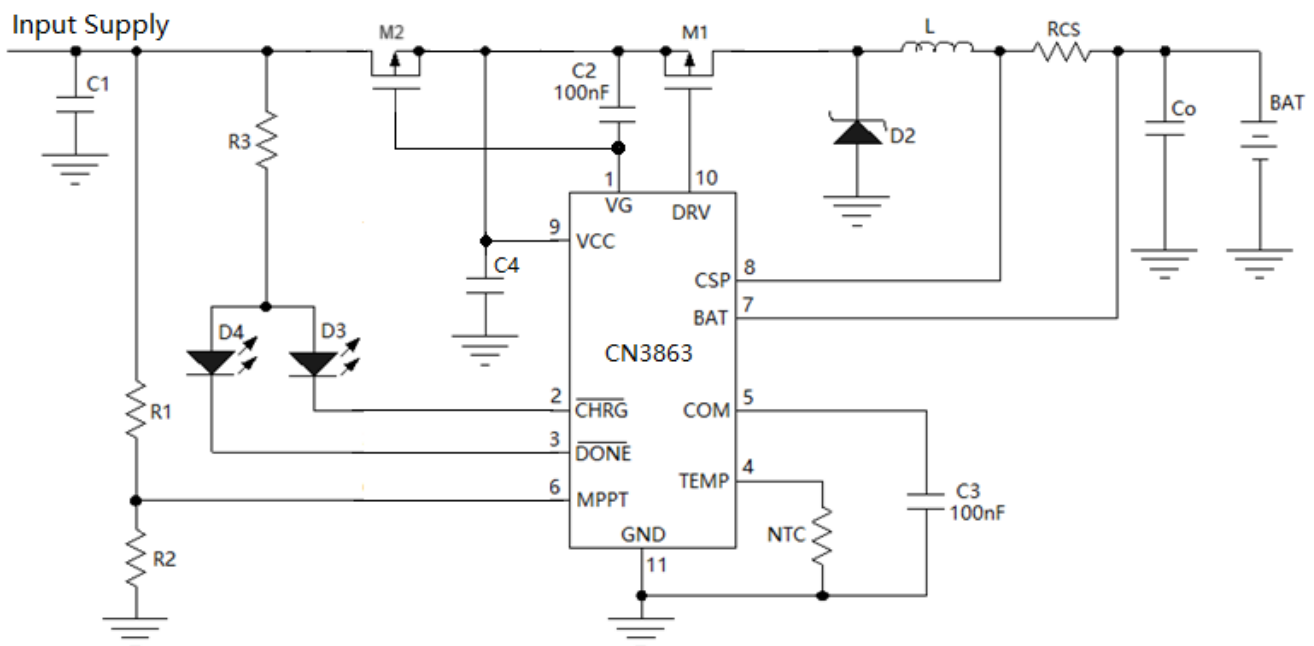 Input Supply
M2
M1
L
RCS
C1
C2
100nF
Co
BAT
R3
D2
1
10
VG
DRV
9
VCC
C4
8
CSP
7
BAT
D4
D3
CN3863
2
CHRG
5
COM
R1
3
DONE
4
TEMP
6
MPPT
C3
100nF
GND
NTC
R2
11